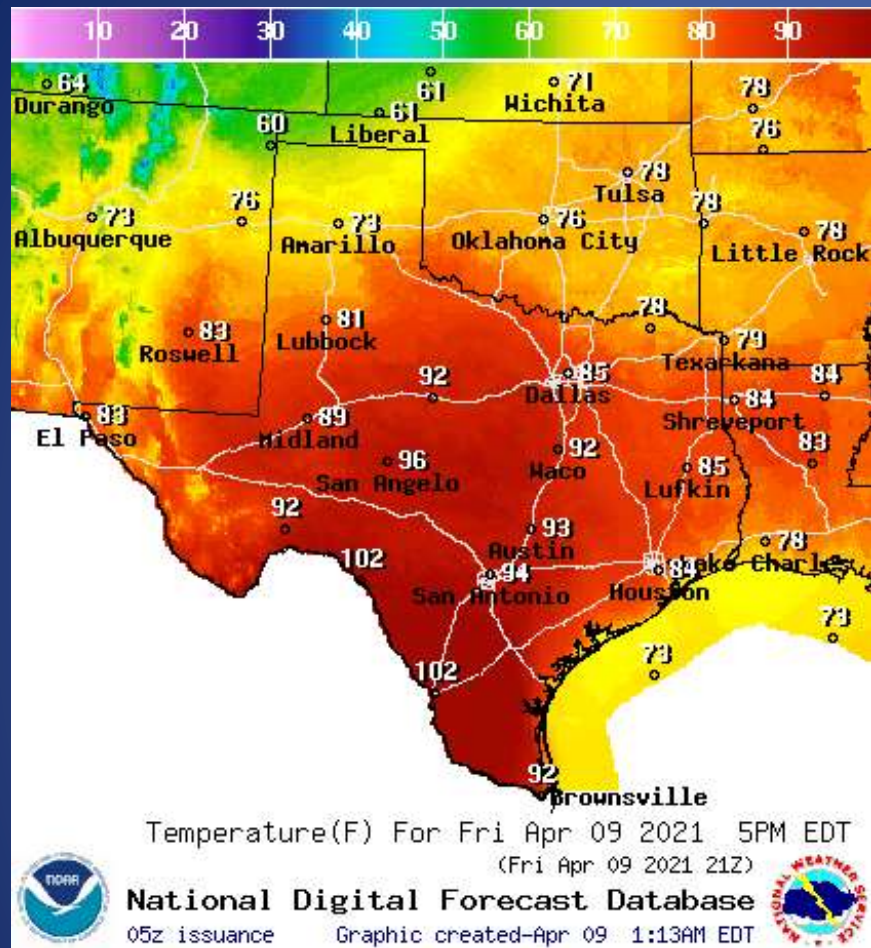 10 20 30 40 50 60 70 80 90
64
Durango
61
61
Liberal
71
Wichita
78
76
60
78
Tulsa
73
Albuquerque
76
73
Amarillo
76
Oklahoma City
78
78
Little Rock
83
Roswell
81
Lubbock
78
79
Texarkana
85
Dallas
92
84
83
El Paso
89
Midland
84
Shreveport
96
San Angelo
92
Waco
85
Lufkin
83
92
93
Austin
78
Lake Charles
102
94
San Antonio
84
Houston
73
73
102
92
Brownsville
Temperature(F) For Fri Apr 09 2021 5PM EDT
(Fri Apr 09 2021 21Z)
noaa
National Digital Forecast Database
05z issuance Graphic created-Apr 09 1:13AM EDT
NATIONAL WEATHER SERVICE